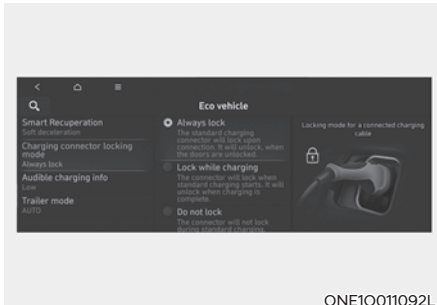 Eco vehicle
Smart Recuperation
Soft deceleration
Charging connector locking
mode
Always lock
Audible charging info
Low
Trailer mode
AUTO
Always lock
The standard charging
connector will lock upon
connection. It will unlock, when
the doors are unlocked.
Lock while charging
The connector will lock when
standard charging starts. It will
unlock when charging is
complete.
Do not lock
The connector will not lock
during standard charging.
Locking mode for a connected charging
cable
ONE1Q011092L